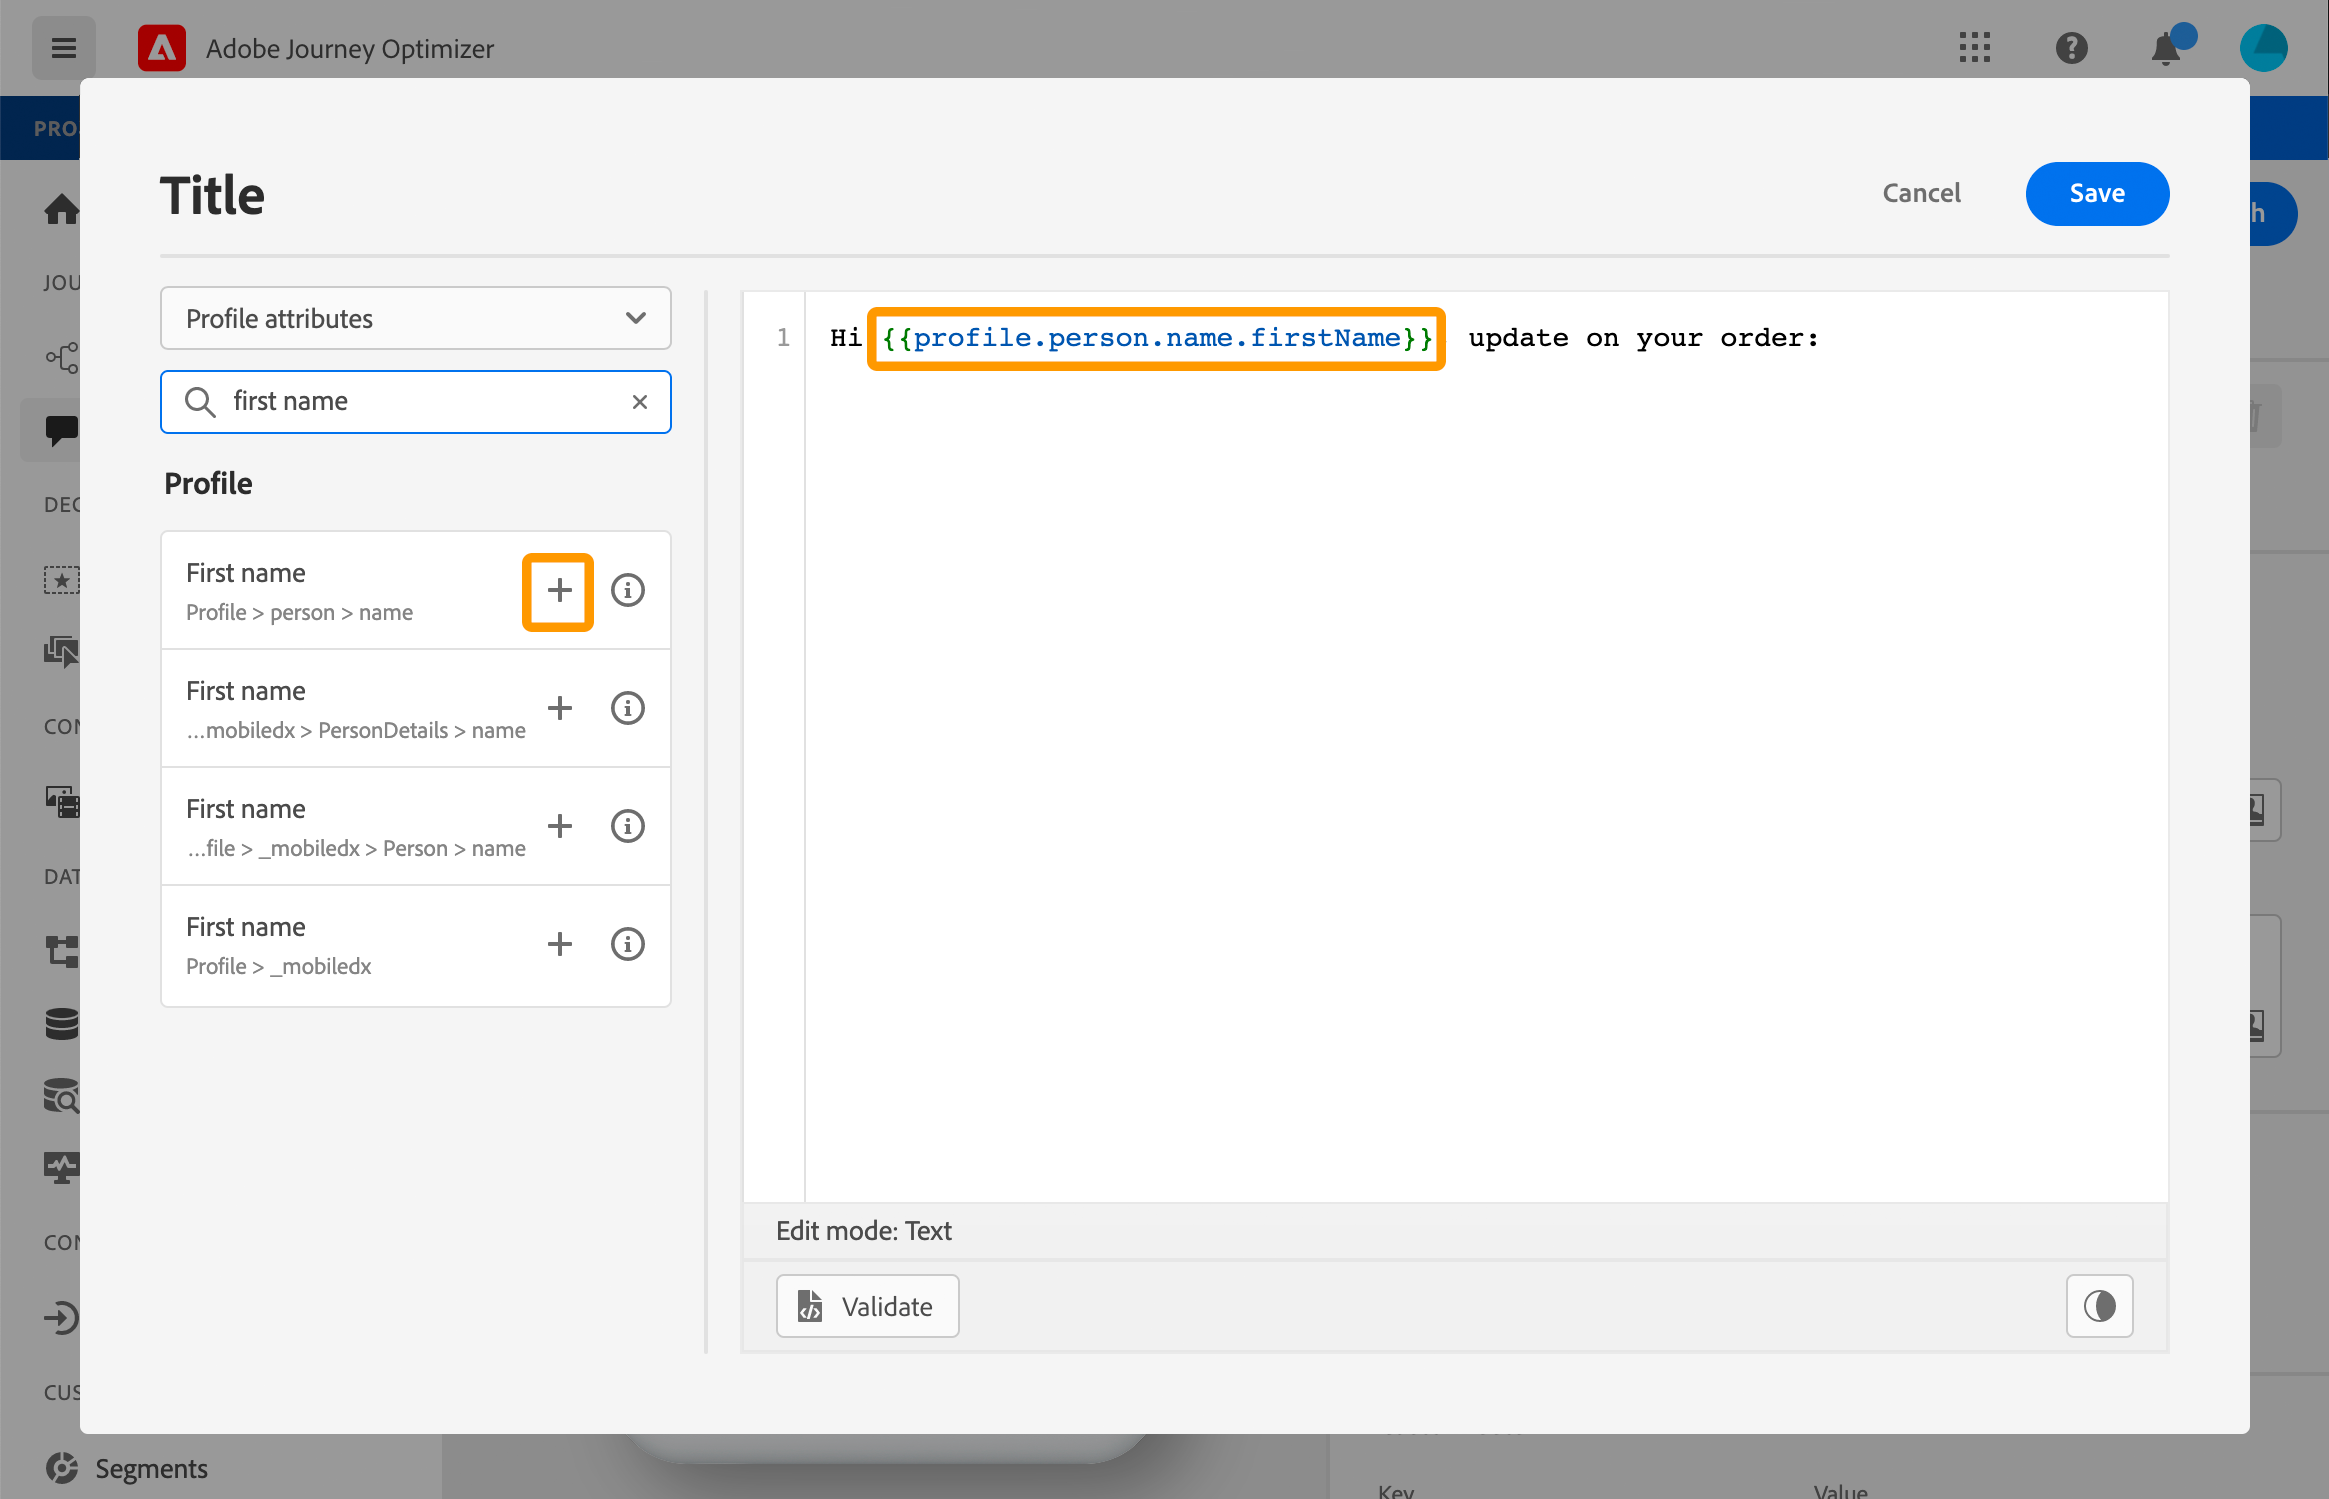 Adobe Journey Optimizer
PRO
Title
Cancel
Save
h
JOU
Profile attributes
first name
1 Hi {{profile.person.name.firstName}} update on your order:
Profile
DEC
First name
Profile > person > name
First name
...mobiledx > PersonDetails > name
CON
First name
...file > _mobiledx > Person > name
DAT
First name
Profile > _mobiledx
Edit mode: Text
CON
Validate
CUS
Segments
Key
Value